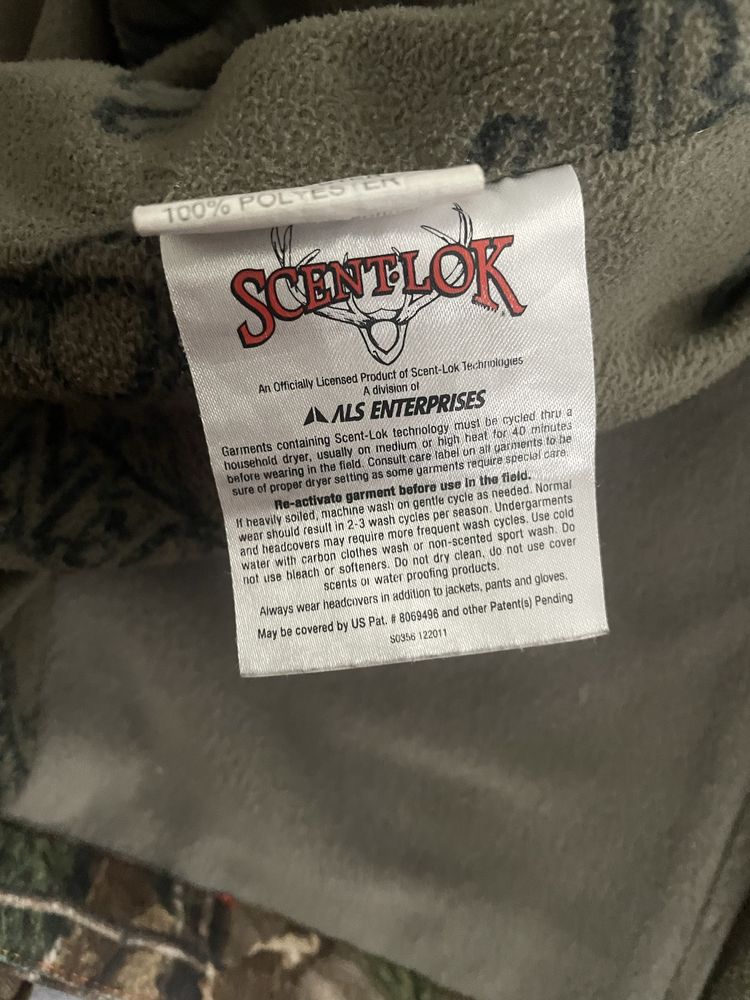 100% POLYESTER
SCENT·LOK
An Officially Licensed Product of Scent-Lok Technologies
A division of
ALS ENTERPRISES
Garments containing Scent-Lok technology must be cycled thru a
household dryer, usually on medium or high heat for 40 minutes
before wearing in the field. Consult care label on all garments to be
sure of proper dryer setting as some garments require special care.
Re-activate garment before use in the field.
If heavily soiled, machine wash on gentle cycle as needed. Normal
wear should result in 2-3 wash cycles per season. Undergarments
and headcovers may require more frequent wash cycles. Use cold
water with carbon clothes wash or non-scented sport wash. Do
not use bleach or softeners. Do not dry clean, do not use cover
scents or water proofing products.
Always wear headcovers in addition to jackets, pants and gloves.
May be covered by US Pat. # 8069496 and other Patent(s) Pending
S0356 122011